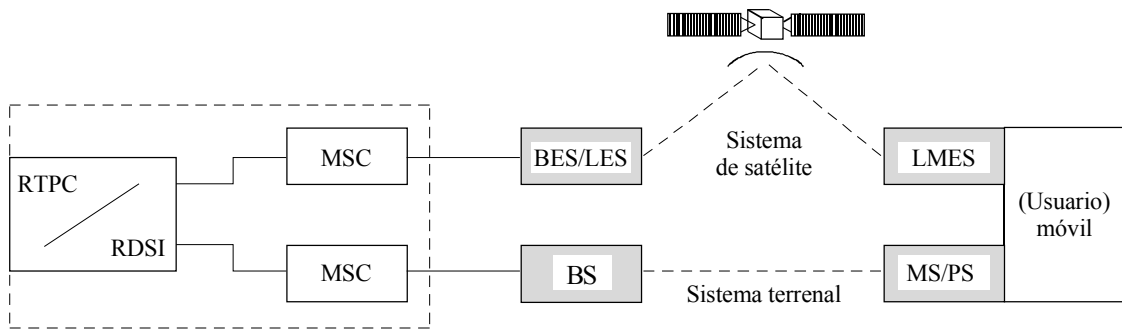 RTPC
RDSI
MSC
MSC
BES/LES
BS
Sistema
de satélite
Sistema terrenal
LMES
MS/PS
(Usuario)
móvil